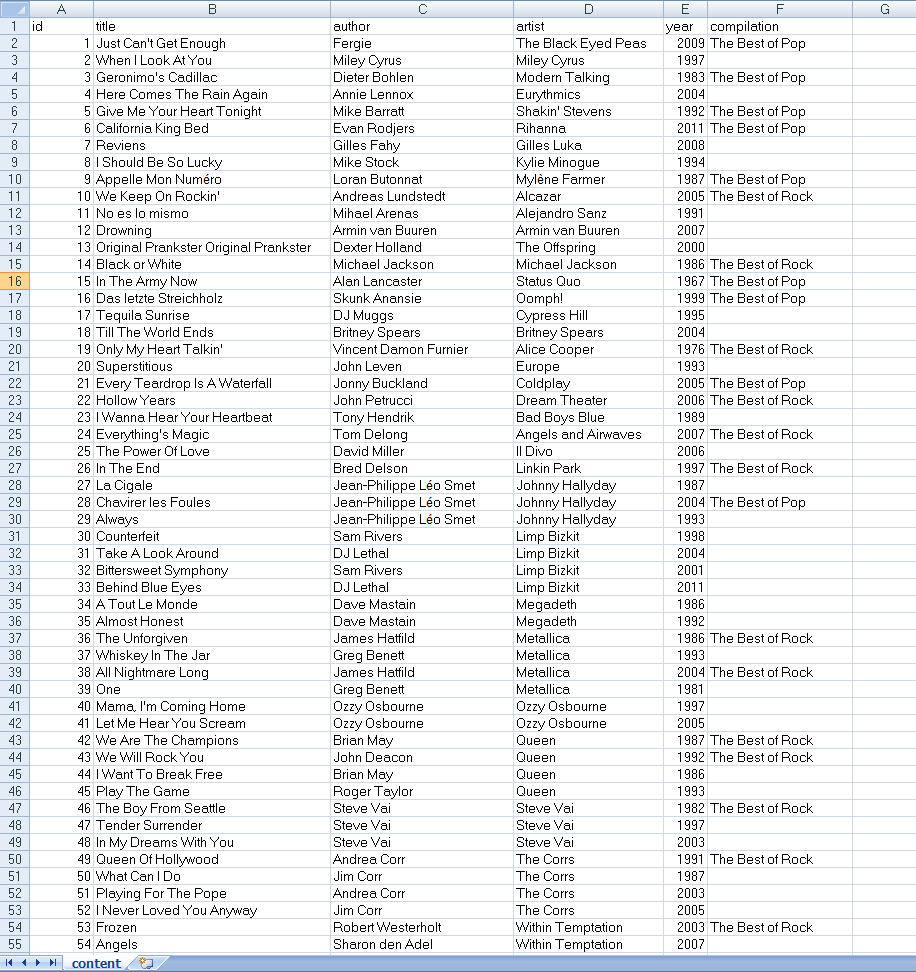 A B C D E F G
1 id title author artist year compilation
2 1 Just Can't Get Enough Fergie The Black Eyed Peas 2009 The Best of Pop
3 2 When I Look At You Miley Cyrus Miley Cyrus 1997
4 3 Geronimo's Cadillac Dieter Bohlen Modern Talking 1983 The Best of Pop
5 4 Here Comes The Rain Again Annie Lennox Eurythmics 2004
6 5 Give Me Your Heart Tonight Mike Barratt Shakin' Stevens 1992 The Best of Pop
7 6 California King Bed Evan Rodjers Rihanna 2011 The Best of Pop
8 7 Reviens Gilles Fahy Gilles Luka 2008
9 8 I Should Be So Lucky Mike Stock Kylie Minogue 1994
10 9 Appelle Mon Numéro Loran Butonnat Mylène Farmer 1987 The Best of Pop
11 10 We Keep On Rockin' Andreas Lundstedt Alcazar 2005 The Best of Rock
12 11 No es lo mismo Mihael Arenas Alejandro Sanz 1991
13 12 Drowning Armin van Buuren Armin van Buuren 2007
14 13 Original Prankster Original Prankster Dexter Holland The Offspring 2000
15 14 Black or White Michael Jackson Michael Jackson 1986 The Best of Rock
16 15 In The Army Now Alan Lancaster Status Quo 1967 The Best of Pop
17 16 Das letzte Streichholz Skunk Anansie Oomph! 1999 The Best of Pop
18 17 Tequila Sunrise DJ Muggs Cypress Hill 1995
19 18 Till The World Ends Britney Spears Britney Spears 2004
20 19 Only My Heart Talkin' Vincent Damon Furnier Alice Cooper 1976 The Best of Rock
21 20 Superstitious John Leven Europe 1993
22 21 Every Teardrop Is A Waterfall Jonny Buckland Coldplay 2005 The Best of Pop
23 22 Hollow Years John Petrucci Dream Theater 2006 The Best of Rock
24 23 I Wanna Hear Your Heartbeat Tony Hendrik Bad Boys Blue 1989
25 24 Everything's Magic Tom Delong Angels and Airwaves 2007 The Best of Rock
26 25 The Power Of Love David Miller Il Divo 2006
27 26 In The End Bred Delson Linkin Park 1997 The Best of Rock
28 27 La Cigale Jean-Philippe Léo Smet Johnny Hallyday 1987
29 28 Chavirer les Foules Jean-Philippe Léo Smet Johnny Hallyday 2004 The Best of Pop
30 29 Always Jean-Philippe Léo Smet Johnny Hallyday 1993
31 30 Counterfeit Sam Rivers Limp Bizkit 1998
32 31 Take A Look Around DJ Lethal Limp Bizkit 2004
33 32 Bittersweet Symphony Sam Rivers Limp Bizkit 2001
34 33 Behind Blue Eyes DJ Lethal Limp Bizkit 2011
35 34 A Tout Le Monde Dave Mastain Megadeth 1986
36 35 Almost Honest Dave Mastain Megadeth 1992
37 36 The Unforgiven James Hatfild Metallica 1986 The Best of Rock
38 37 Whiskey In The Jar Greg Benett Metallica 1993
39 38 All Nightmare Long James Hatfild Metallica 2004 The Best of Rock
40 39 One Greg Benett Metallica 1981
41 40 Mama, I'm Coming Home Ozzy Osbourne Ozzy Osbourne 1997
42 41 Let Me Hear You Scream Ozzy Osbourne Ozzy Osbourne 2005
43 42 We Are The Champions Brian May Queen 1987 The Best of Rock
44 43 We Will Rock You John Deacon Queen 1992 The Best of Rock
45 44 I Want To Break Free Brian May Queen 1986
46 45 Play The Game Roger Taylor Queen 1993
47 46 The Boy From Seattle Steve Vai Steve Vai 1982 The Best of Rock
48 47 Tender Surrender Steve Vai Steve Vai 1997
49 48 In My Dreams With You Steve Vai Steve Vai 2003
50 49 Queen Of Hollywood Andrea Corr The Corrs 1991 The Best of Rock
51 50 What Can I Do Jim Corr The Corrs 1987
52 51 Playing For The Pope Andrea Corr The Corrs 2003
53 52 I Never Loved You Anyway Jim Corr The Corrs 2005
54 53 Frozen Robert Westerholt Within Temptation 2003 The Best of Rock
55 54 Angels Sharon den Adel Within Temptation 2007
content